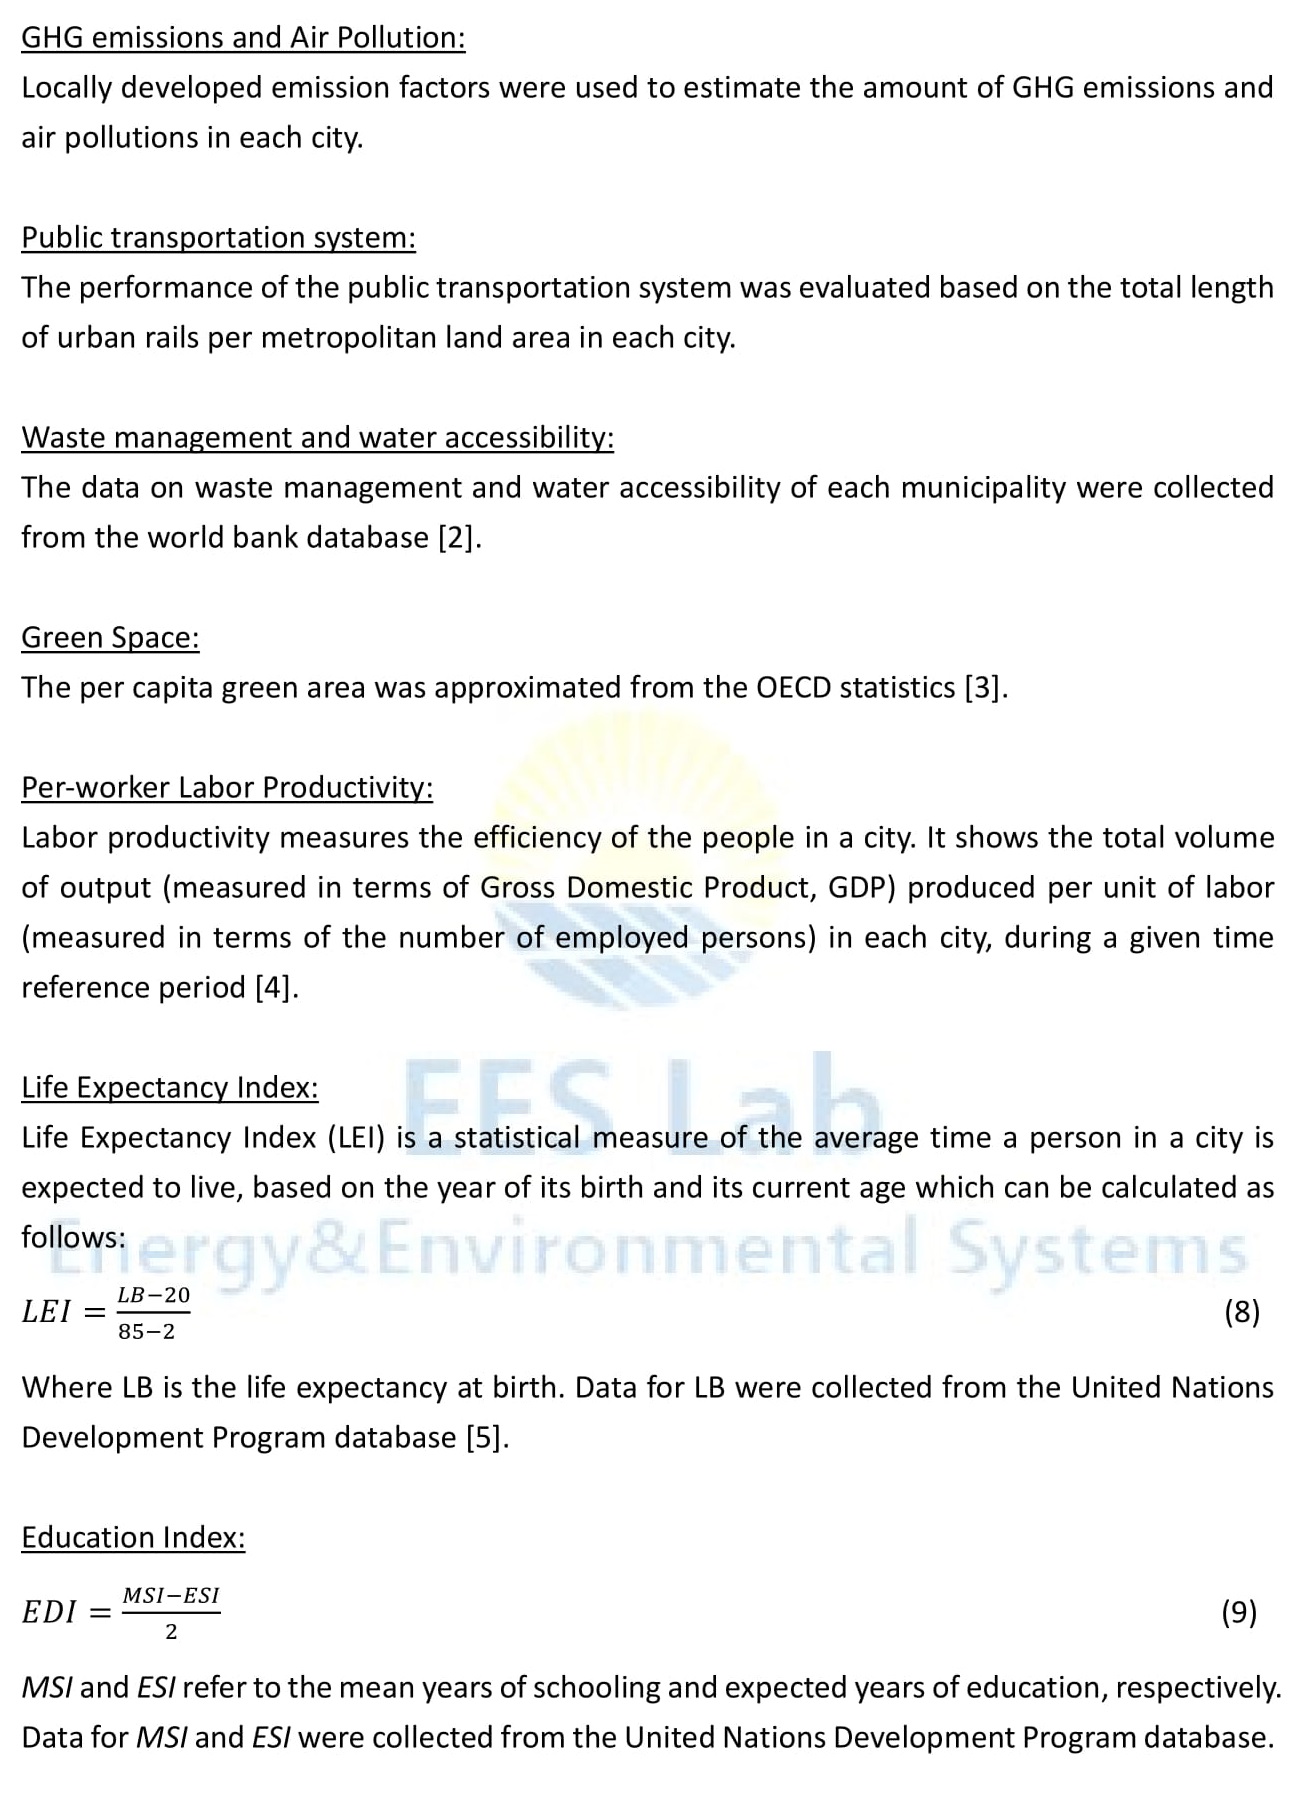 GHG emissions and Air Pollution:
Locally developed emission factors were used to estimate the amount of GHG emissions and
air pollutions in each city.
Public transportation system:
The performance of the public transportation system was evaluated based on the total length
of urban rails per metropolitan land area in each city.
Waste management and water accessibility:
The data on waste management and water accessibility of each municipality were collected
from the world bank database [2].
Green Space:
The per capita green area was approximated from the OECD statistics [3].
Per-worker Labor Productivity:
Labor productivity measures the efficiency of the people in a city. It shows the total volume
of output (measured in terms of Gross Domestic Product, GDP) produced per unit of labor
(measured in terms of the number of employed persons) in each city, during a given time
reference period [4].
EES Lab
Life Expectancy Index:
Life Expectancy Index (LEI) is a statistical measure of the average time a person in a city is
expected to live, based on the year of its birth and its current age which can be calculated as
follows:
Energy&Environmental Systems
LEI = \frac{LB−20}{85−2} (8)
Where LB is the life expectancy at birth. Data for LB were collected from the United Nations
Development Program database [5].
Education Index:
EDI = \frac{MSI−ESI}{2} (9)
MSI and ESI refer to the mean years of schooling and expected years of education, respectively.
Data for MSI and ESI were collected from the United Nations Development Program database.